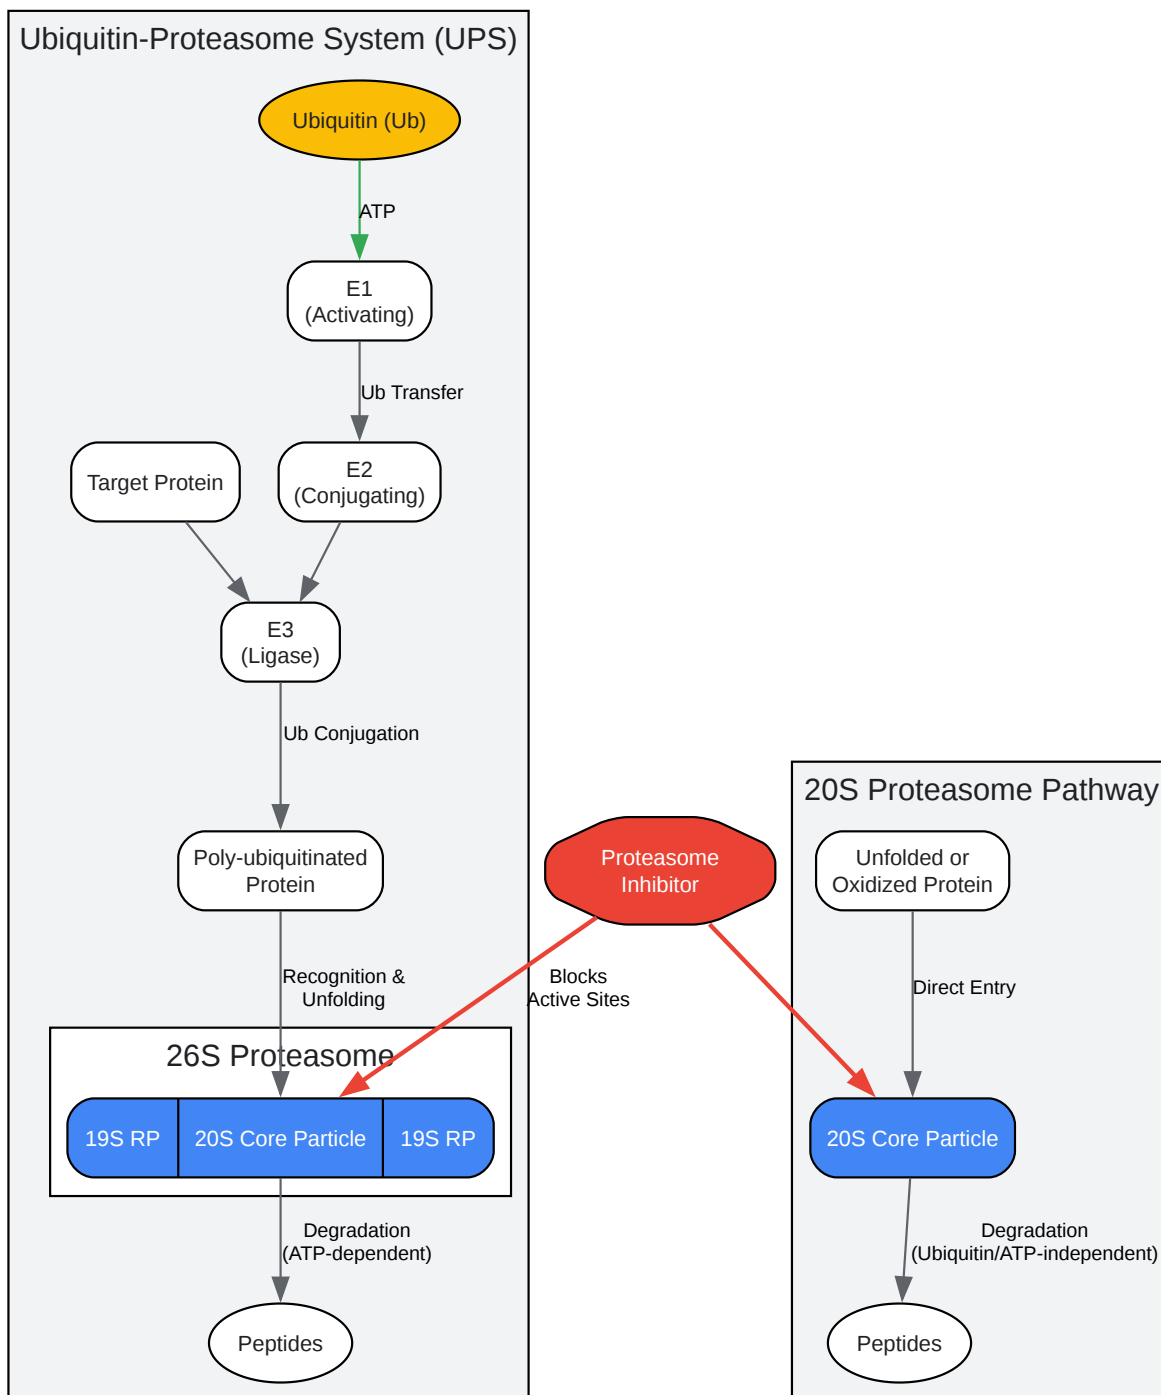 Ubiquitin-Proteasome System (UPS)
Ubiquitin (Ub)
ATP
E1
(Activating)
Ub Transfer
Target Protein
E2
(Conjugating)
E3
(Ligase)
Ub Conjugation
Poly-ubiquitinated
Protein
Recognition &
Unfolding
26S Proteasome
19S RP
20S Core Particle
19S RP
Degradation
(ATP-dependent)
Peptides
Proteasome
Inhibitor
Blocks
Active Sites
20S Proteasome Pathway
Unfolded or
Oxidized Protein
Direct Entry
20S Core Particle
Degradation
(Ubiquitin/ATP-independent)
Peptides